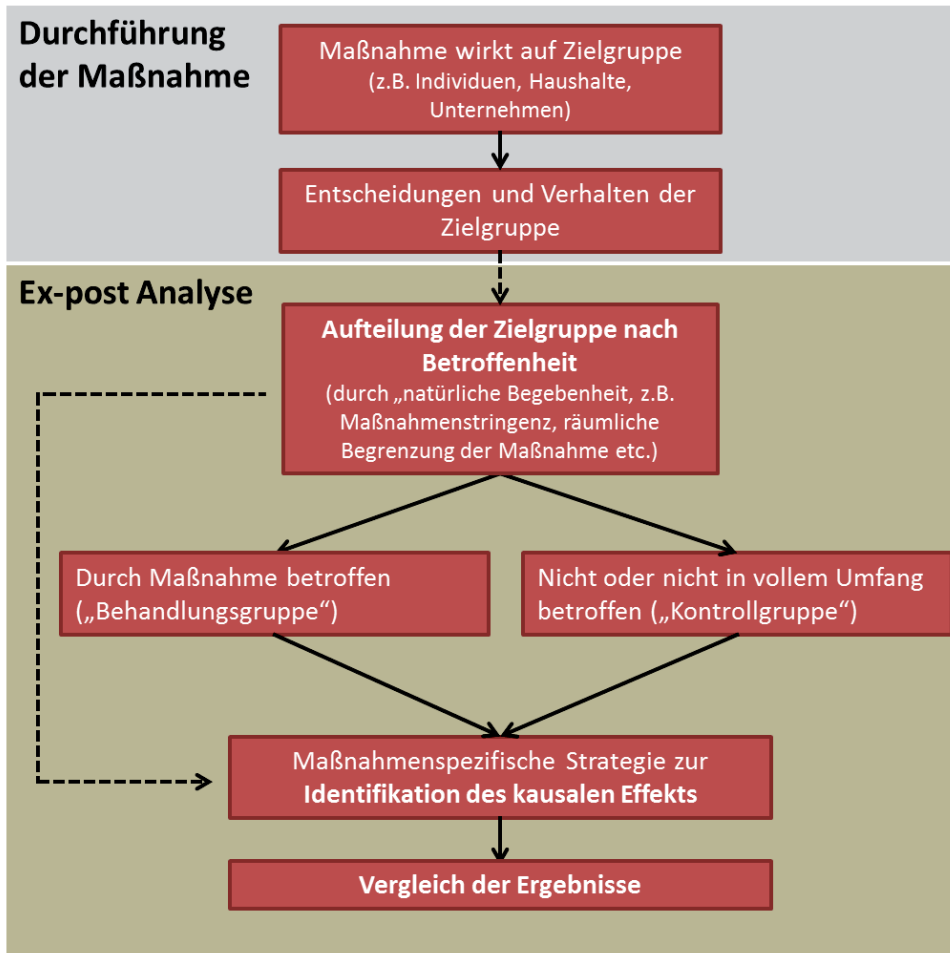 Durchführung
der Maßnahme
Maßnahme wirkt auf Zielgruppe
(z.B. Individuen, Haushalte,
Unternehmen)
Entscheidungen und Verhalten der
Zielgruppe
Ex-post Analyse
Aufteilung der Zielgruppe nach
Betroffenheit
(durch „natürliche Begebenheit, z.B.
Maßnahmenstringenz, räumliche
Begrenzung der Maßnahme etc.)
Durch Maßnahme betroffen
(„Behandlungsgruppe“)
Nicht oder nicht in vollem Umfang
betroffen („Kontrollgruppe“)
Maßnahmenspezifische Strategie zur
Identifikation des kausalen Effekts
Vergleich der Ergebnisse